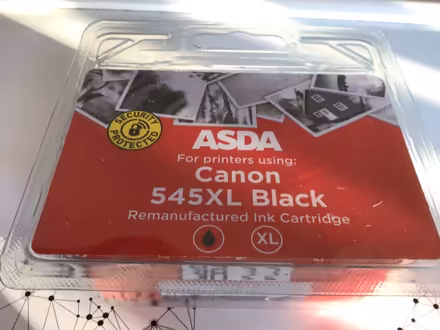 SECURITY
PROTECTED
ASDA
For printers using:
Canon
545XL Black
Remanufactured Ink Cartridge
XL